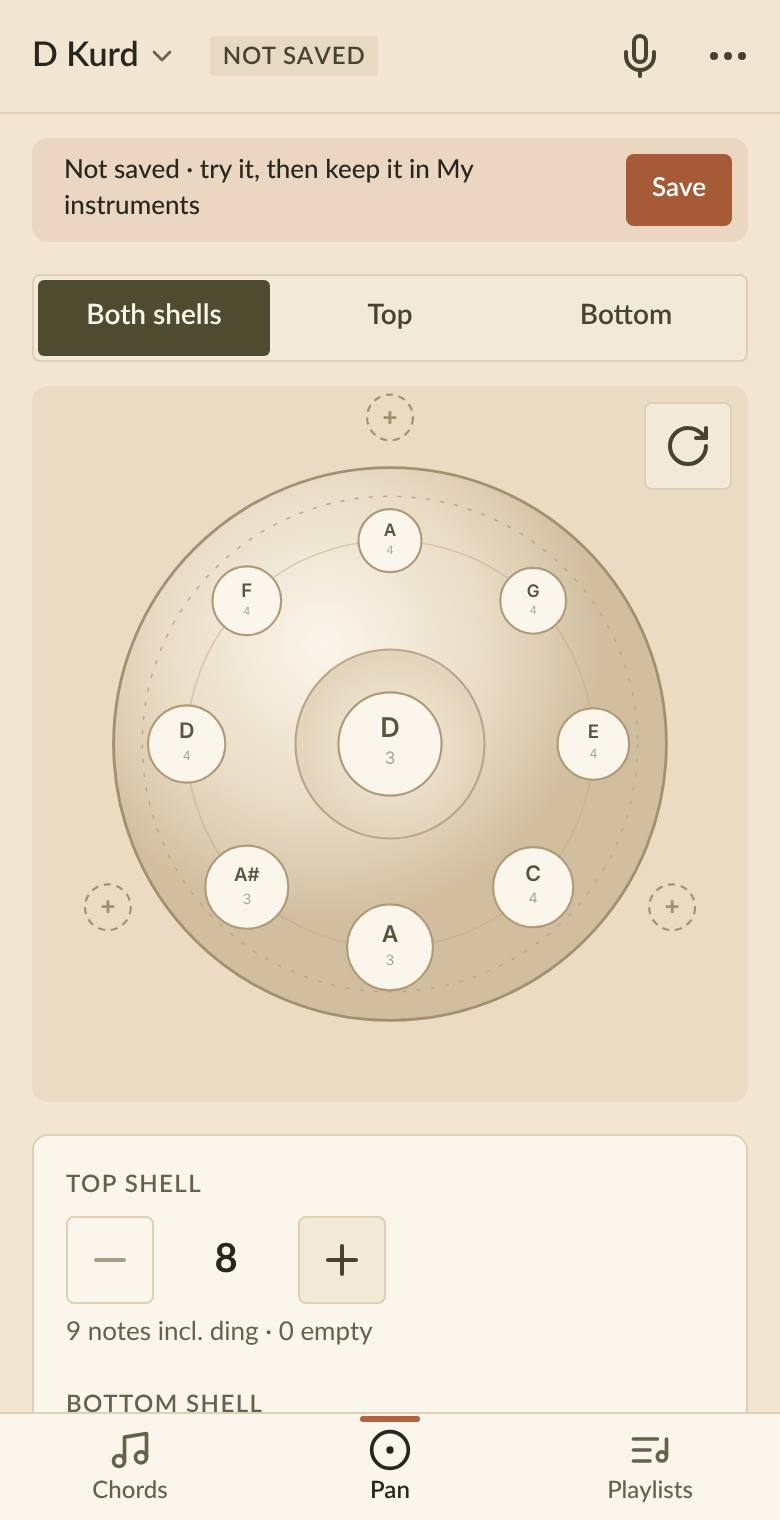 D Kurd
NOT SAVED
Not saved · try it, then keep it in My
instruments
Save
Both shells
Top
Bottom
+
A
4
F
4
G
4
D
4
D
3
E
4
A#
3
C
4
+
+
A
3
TOP SHELL
−
8
+
9 notes incl. ding · 0 empty
BOTTOM SHELL
Chords
Pan
Playlists